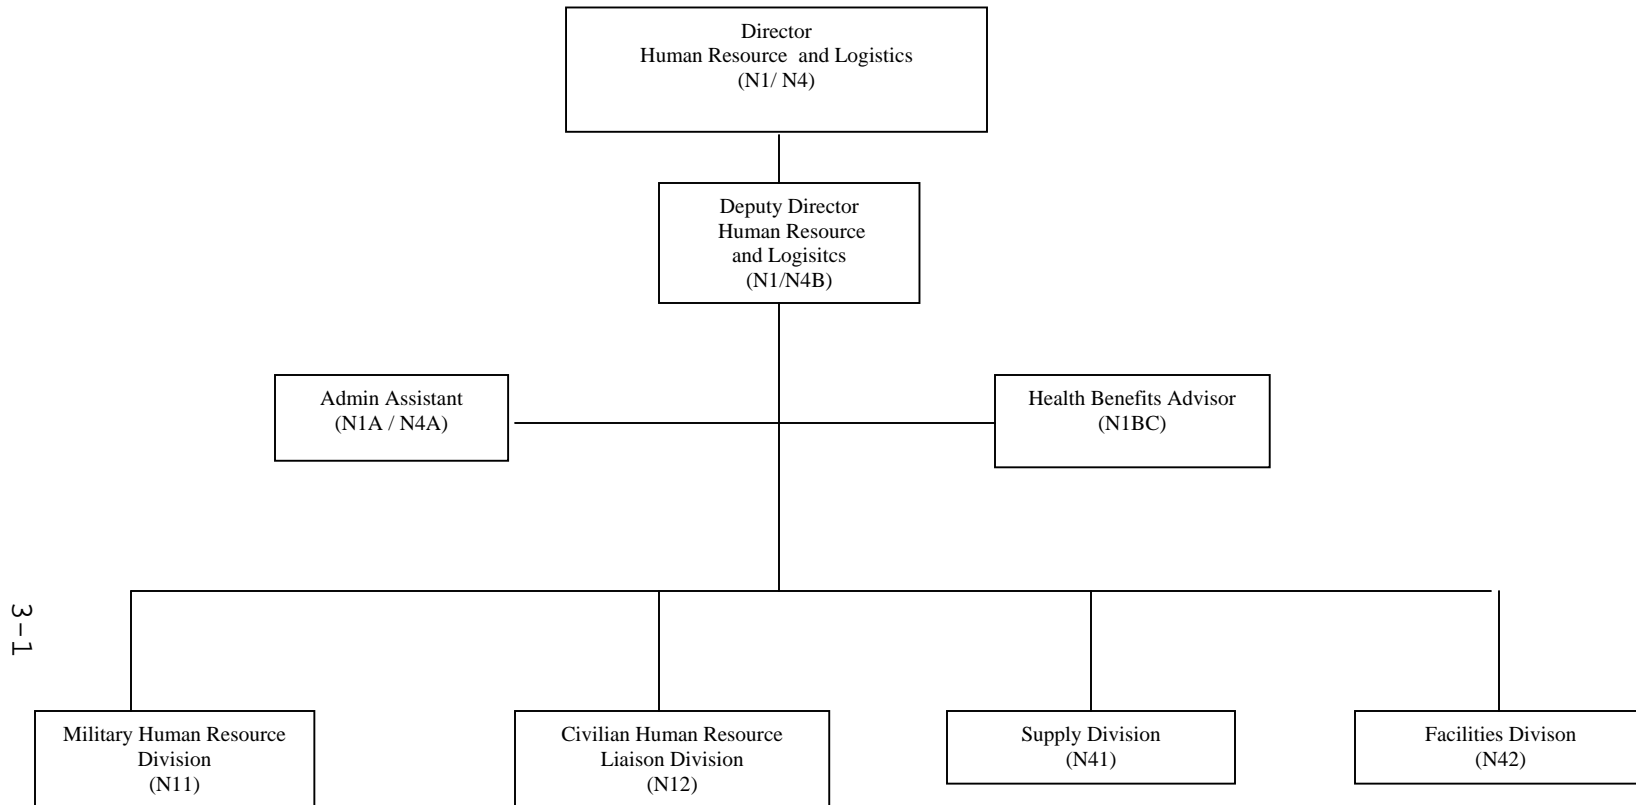 Director
Human Resource and Logistics
(N1/ N4)
Deputy Director
Human Resource
and Logisitcs
(N1/N4B)
Admin Assistant
(N1A / N4A)
Health Benefits Advisor
(N1BC)
3-1
Military Human Resource
Division
(N11)
Civilian Human Resource
Liaison Division
(N12)
Supply Division
(N41)
Facilities Divison
(N42)